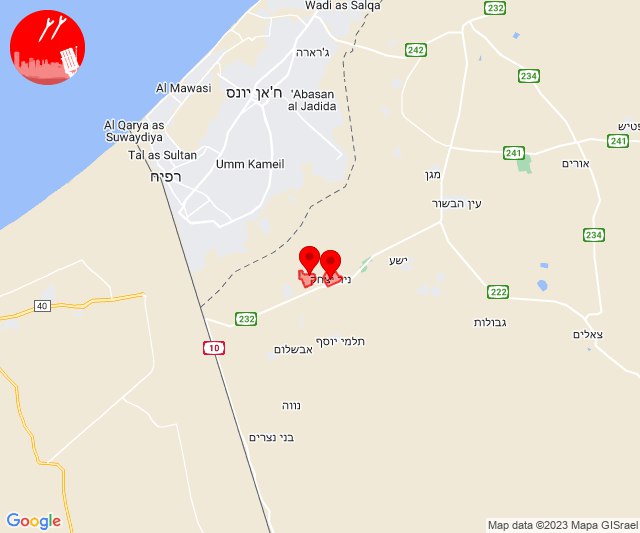 Wadi as Salqa
232
ג'רארה
242
234
Al Mawasi
ח'אן יונס
'Abasan
al Jadida
Al Qarya as
Suwaydiya
פטיש
241
Tal as Sultan
241
אורים
Umm Kameil
רפיח
מגן
עין הבשור
234
ישע
ניר יצחק
222
40
232
גבולות
צאלים
10
תלמי יוסף
אבשלום
נווה
בני נצרים
Google
Map data ©2023 Mapa GISrael